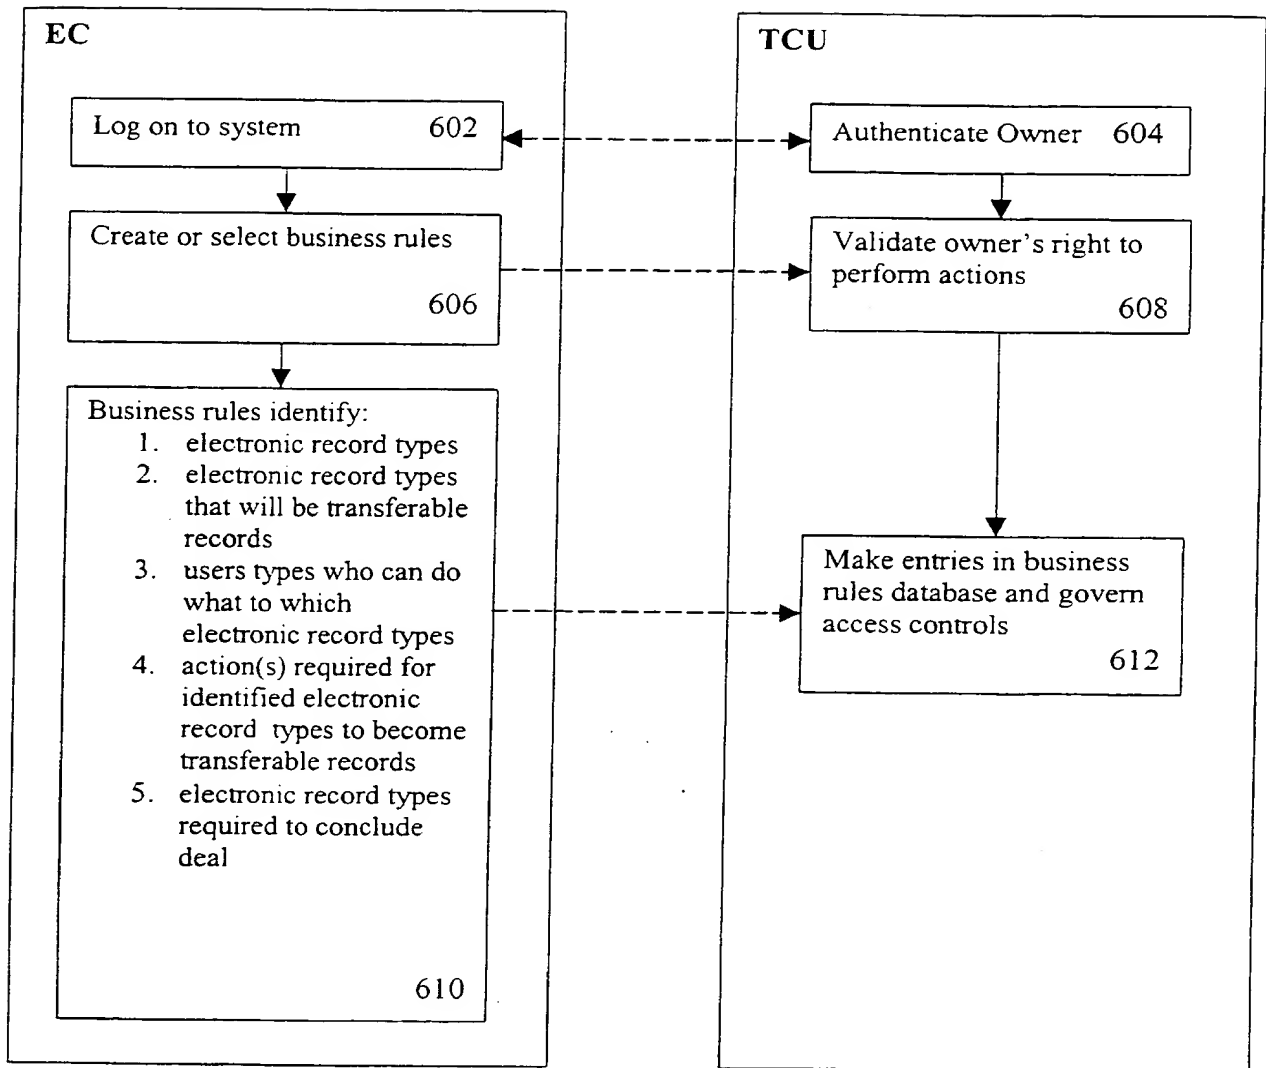 EC
Log on to system 602
Create or select business rules
606
Business rules identify:
1. electronic record types
2. electronic record types
that will be transferable
records
3. users types who can do
what to which
electronic record types
4. action(s) required for
identified electronic
record types to become
transferable records
5. electronic record types
required to conclude
deal
610
TCU
Authenticate Owner 604
Validate owner's right to
perform actions
608
Make entries in business
rules database and govern
access controls
612